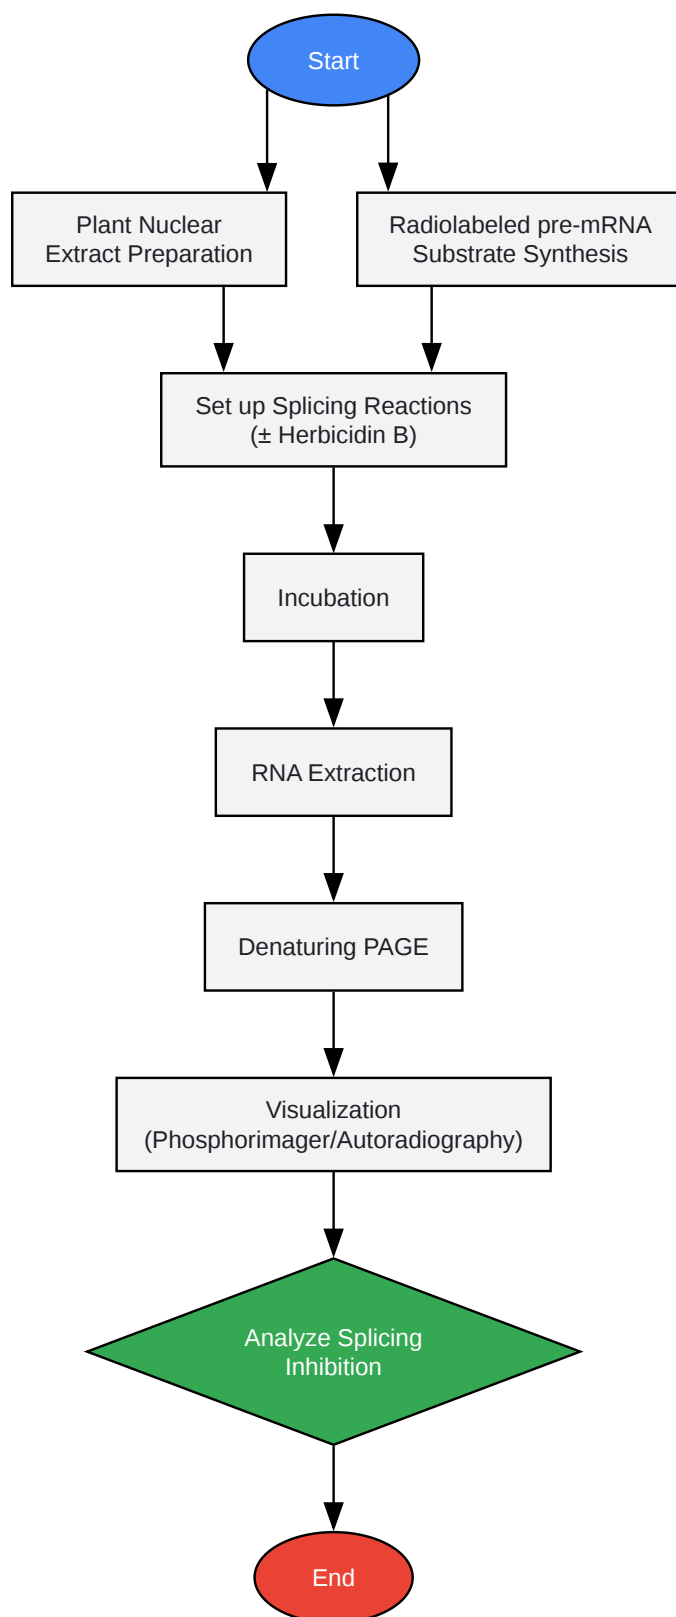 Start
Plant Nuclear
Extract Preparation
Radiolabeled pre-mRNA
Substrate Synthesis
Set up Splicing Reactions
(± Herbicidin B)
Incubation
RNA Extraction
Denaturing PAGE
Visualization
(Phosphorimager/Autoradiography)
Analyze Splicing
Inhibition
End